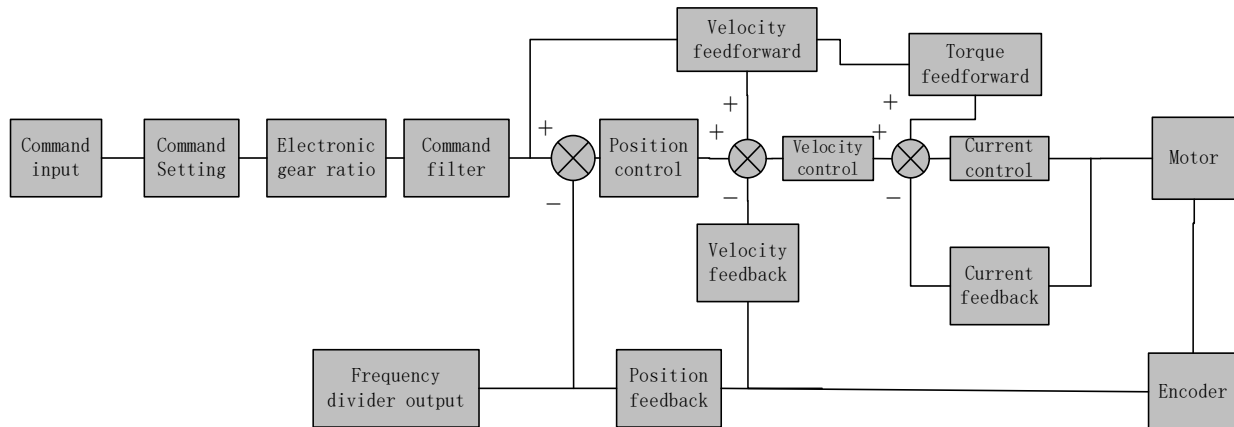 Velocity
feedforward
Torque
feedforward
+
+
+
+
+
Command
input
Command
Setting
Electronic
gear ratio
Command
filter
Position
control
Velocity
control
Current
control
Motor
−
−
−
Velocity
feedback
Current
feedback
Frequency
divider output
Position
feedback
Encoder